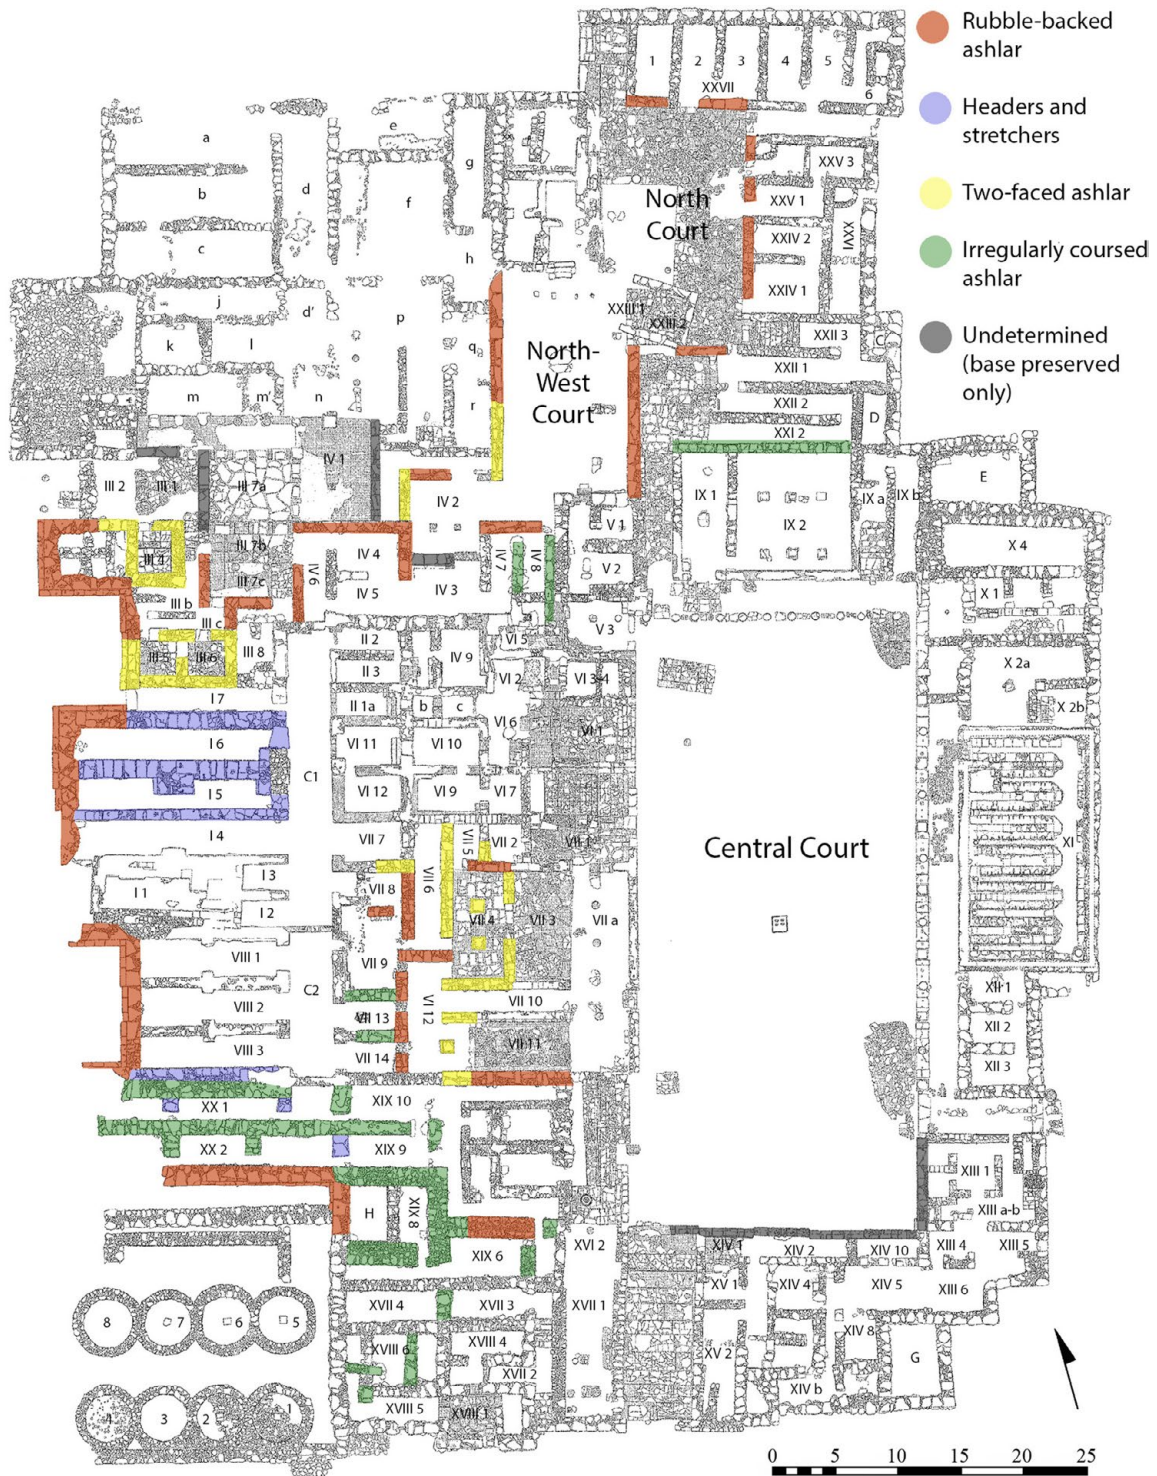 Rubble-backed
ashlar
Headers and
stretchers
Two-faced ashlar
Irregularly coursed
ashlar
Undetermined
(base preserved
only)
1
2
3
4
5
6
XXVII
a
b
c
d
e
f
g
h
XXV 3
XXV 1
XXVI
XXIV 2
XXIV 1
North
Court
j
d'
k
l
p
q
m
m'
n
r
XXIII 1
XXIII 2
XXII 3
C
North-
West
Court
XXII 1
XXII 2
D
XXI 2
III 2
III 1
III 7a
IV 1
IV 2
IX 1
IX 2
IX a
IX b
E
V 1
V 2
V 3
X 4
X 1
III 4
III 7b
III 7c
IV 6
IV 4
IV 5
IV 3
IV 7
IV 8
III b
III c
III 5
III 6
III 8
II 2
II 3
IV 9
VI 5
VI 2
VI 3-4
X 2a
X 2b
I 7
II 1a
b
c
VI 6
VI 1
I 6
I 5
C1
VI 11
VI 10
VI 12
VI 9
VI 7
XI
I 4
VII 7
VII 5
VII 2
VII 1
Central Court
I 3
I 1
I 2
VII 8
VII 6
VII 4
VII 3
VII a
VIII 1
VII 9
C2
VIII 2
VII 10
VI 12
VII 13
VIII 3
VII 14
VII 11
XII 1
XII 2
XII 3
XX 1
XIX 10
XX 2
XIX 9
XIII 1
XIII a-b
H
XIX 8
XIX 6
XVI 2
XIV 1
XIV 2
XIV 10
XIII 4
XIII 5
XV 1
XIV 4
XIV 5
XIII 6
8
7
6
5
XVII 4
XVII 3
XVII 1
XVIII 6
XVIII 4
XVII 2
XV 2
XIV 8
G
XIV b
4
3
2
1
XVIII 5
XVIII 1
0
5
10
15
20
25